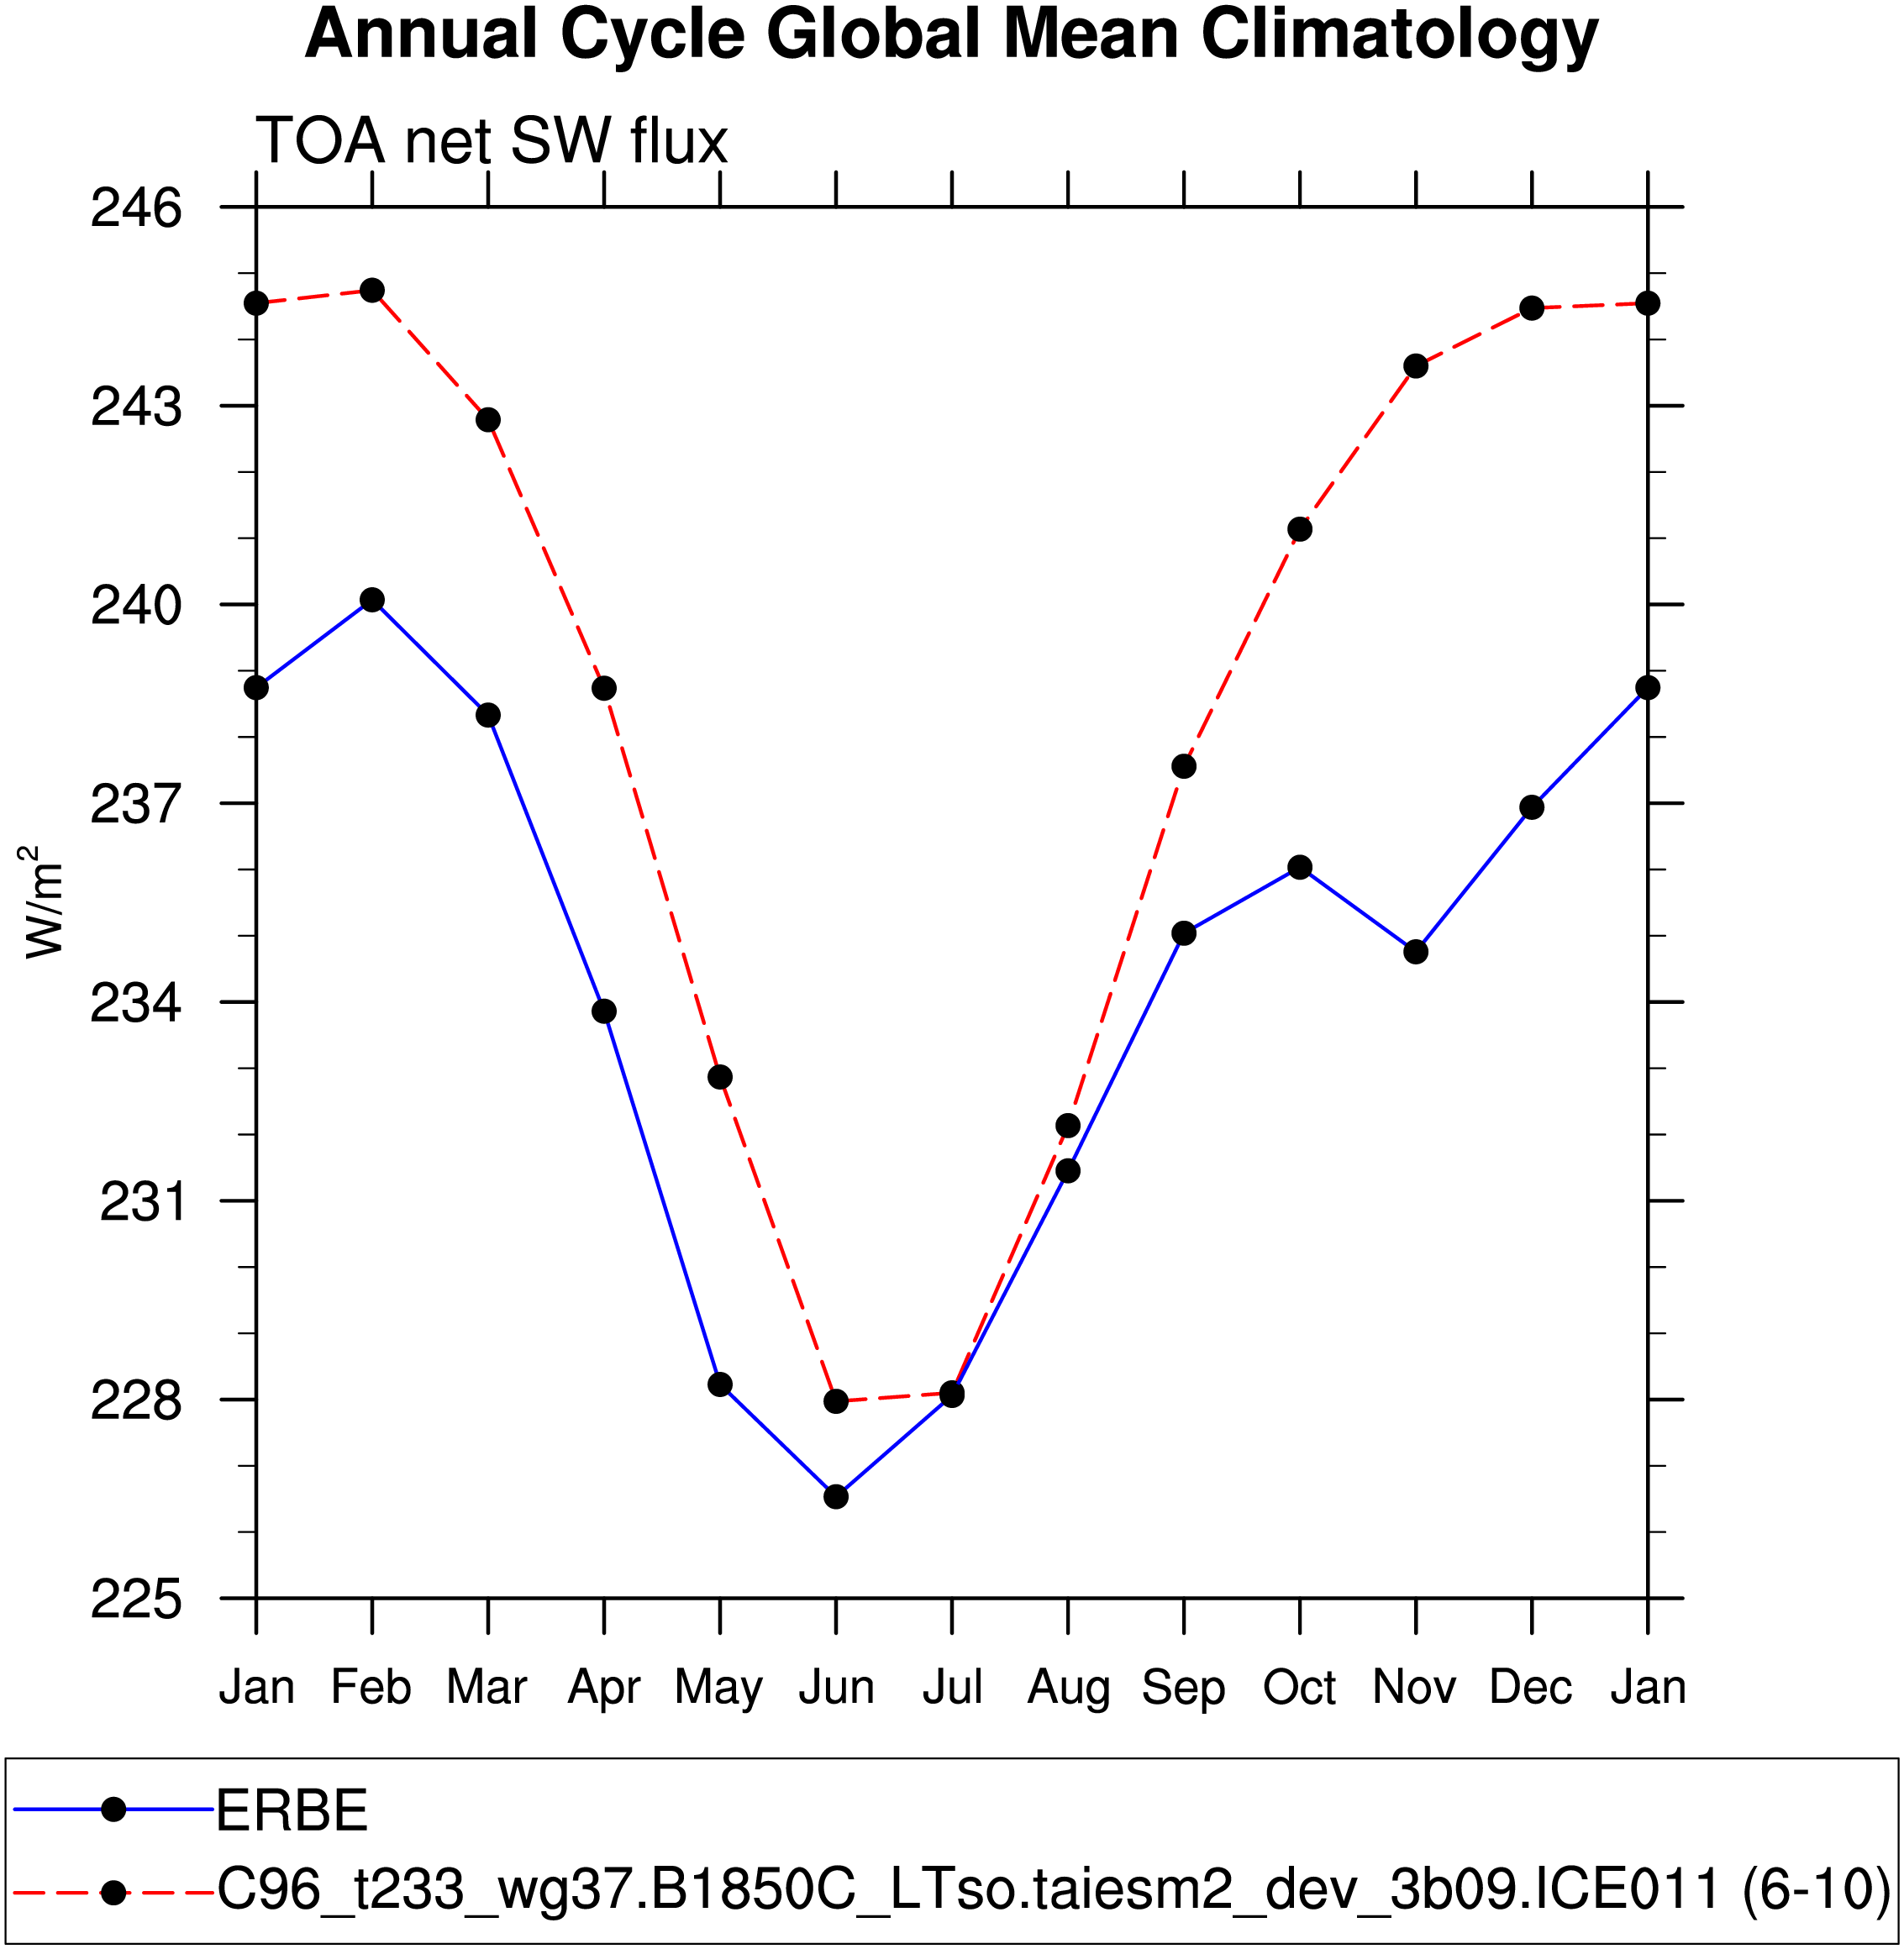 Annual Cycle Global Mean Climatology
TOA net SW flux
246
243
240
237
234
231
228
225
W/m²
Jan Feb Mar Apr May Jun Jul Aug Sep Oct Nov Dec Jan
ERBE
C96_t233_wg37.B1850C_LTso.taiesm2_dev_3b09.ICE011 (6-10)